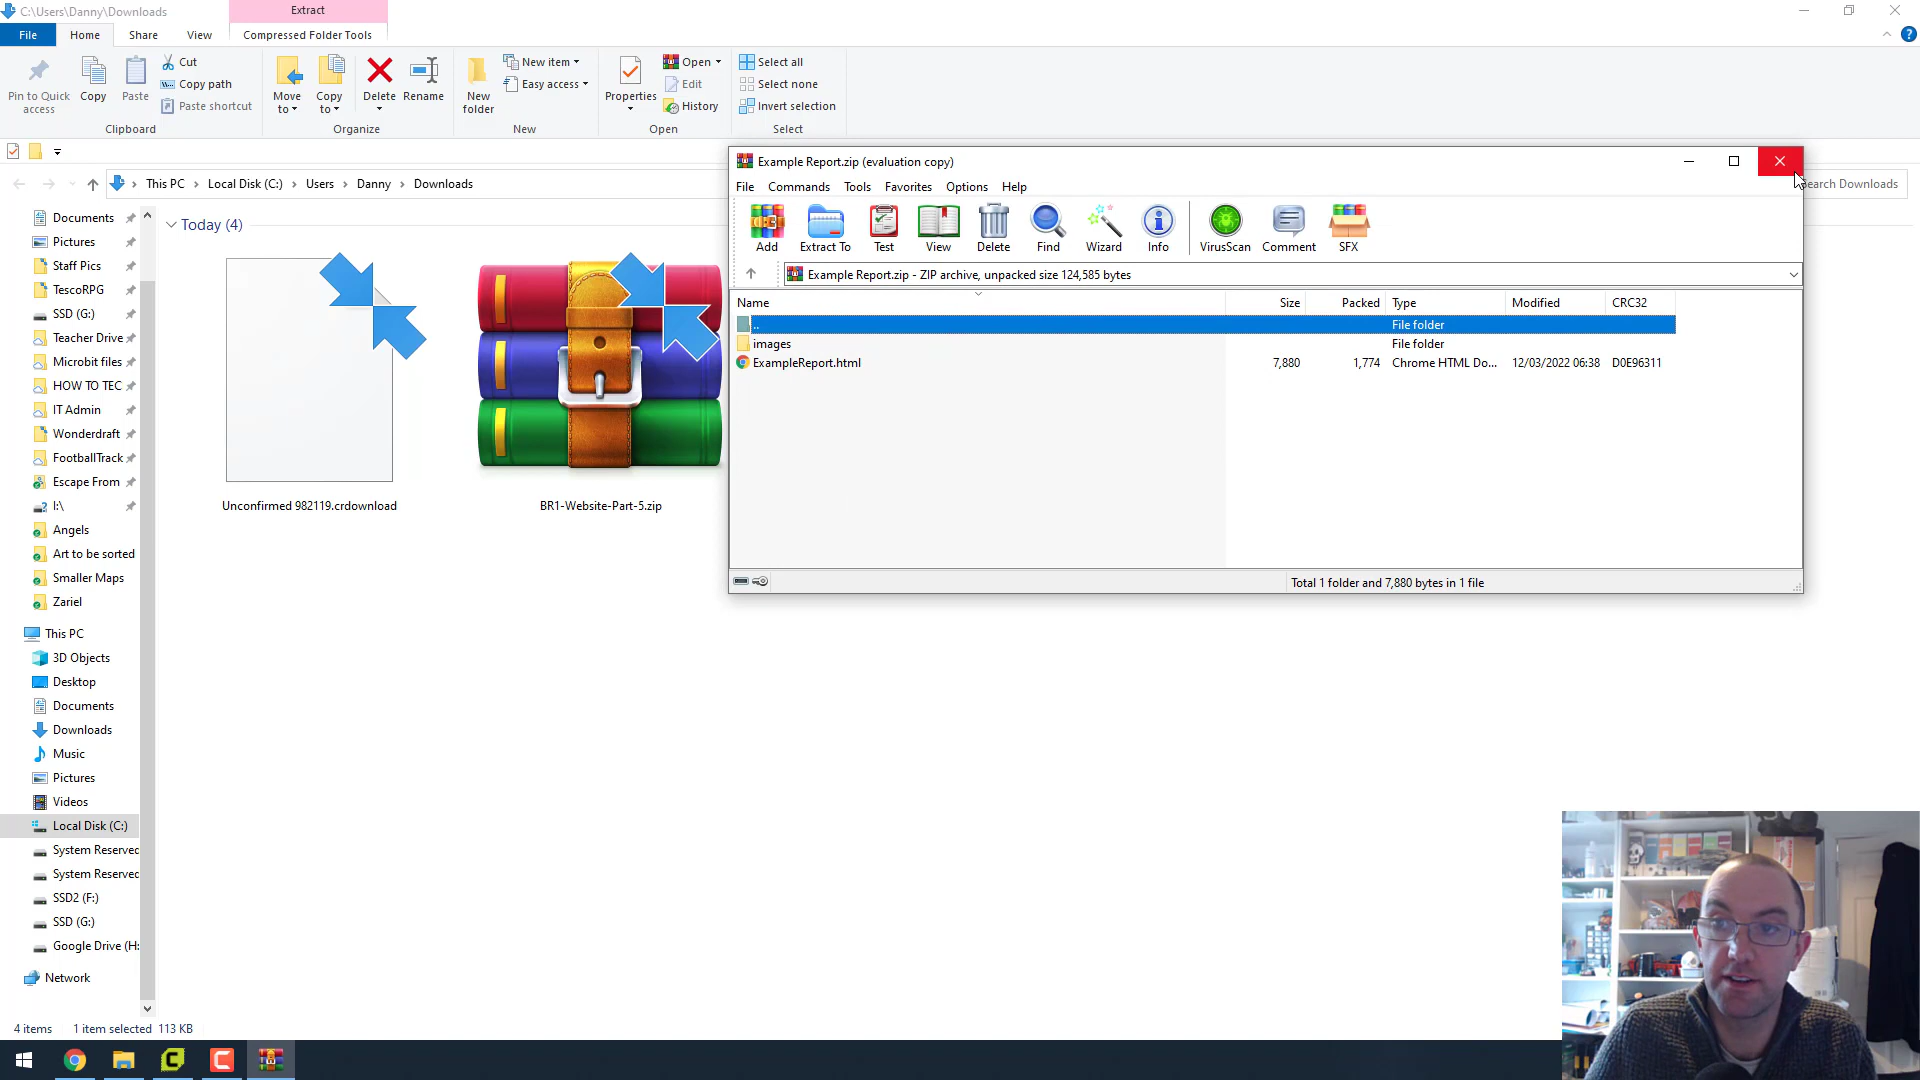 C:\Users\Danny\Downloads
Extract
File
Home
Share
View
Compressed Folder Tools
Pin to Quick access
Copy
Paste
Cut
Copy path
Paste shortcut
Clipboard
Move to
Copy to
Delete
Rename
Organize
New folder
New item
Easy access
New
Properties
Open
Edit
History
Open
Select all
Select none
Invert selection
Select
This PC
Local Disk (C:)
Users
Danny
Downloads
Search Downloads
Documents
Pictures
Staff Pics
TescoRPG
SSD (G:)
Teacher Drive
Microbit files
HOW TO TEC
IT Admin
Wonderdraft
FootballTrack
Escape From
I:\
Angels
Art to be sorted
Smaller Maps
Zariel
This PC
3D Objects
Desktop
Documents
Downloads
Music
Pictures
Videos
Local Disk (C:)
System Reserved
System Reserved
SSD2 (F:)
SSD (G:)
Google Drive (H:
Network
4 items
1 item selected 113 KB
Today (4)
Unconfirmed 982119.crdownload
BR1-Website-Part-5.zip
Example Report.zip (evaluation copy)
File
Commands
Tools
Favorites
Options
Help
Add
Extract To
Test
View
Delete
Find
Wizard
Info
VirusScan
Comment
SFX
Example Report.zip - ZIP archive, unpacked size 124,585 bytes
Name
Size
Packed
Type
Modified
CRC32
..
File folder
images
File folder
ExampleReport.html
7,880
1,774
Chrome HTML Do...
12/03/2022 06:38
D0E96311
Total 1 folder and 7,880 bytes in 1 file